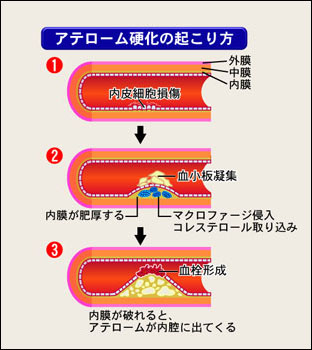 アテローム硬化の起こり方
1
外膜
中膜
内膜
内皮細胞損傷
2
血小板凝集
内膜が肥厚する
マクロファージ侵入
コレステロール取り込み
3
血栓形成
内膜が破れると、
アテロームが内腔に出てくる